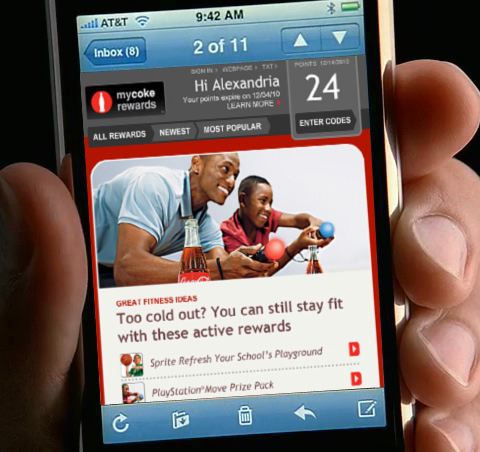 AT&T
9:42 AM
Inbox (8)
2 of 11
SIGN IN > WEBPAGE > TXT >
POINTS
mycoke
rewards
Hi Alexandria
Your points expire on 12/04/10
LEARN MORE
24
ALL REWARDS
NEWEST
MOST POPULAR
ENTER CODES
GREAT FITNESS IDEAS
Too cold out? You can still stay fit
with these active rewards
Sprite Refresh Your School's Playground
PlayStation®Move Prize Pack